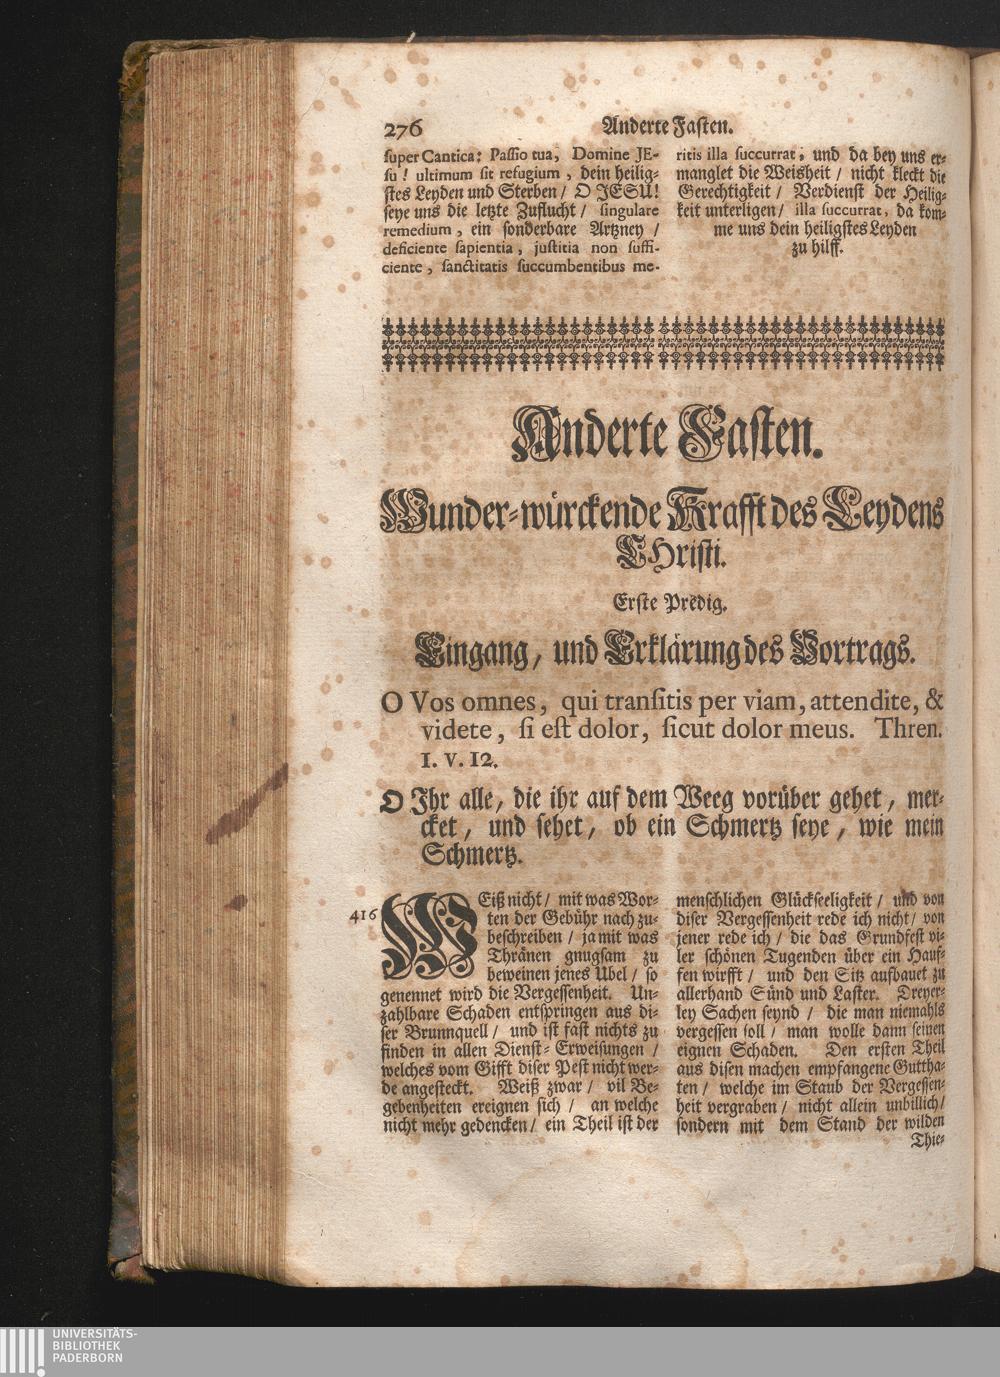 276
Anderte Fasten.
super Cantica: Passio tua, Domine JE-
su! ultimum sit refugium, dein heilig-
stes Leyden und Sterben / O JESU!
seye uns die letzte Zuflucht / singulare
remedium, ein sonderbare Artzney /
deficiente sapientia, justitia non suffi-
ciente, sanctitatis succumbentibus me-
ritis illa succurrat, und da bey uns er-
manglet die Weisheit / nicht kleckt die
Gerechtigkeit / Verdienst der Heilig-
keit unterligen / illa succurrat, da kom-
me uns dein heiligstes Leyden
zu hilff.
Anderte Fasten.
Wunder-würckende Krafft des Leydens
CHristi.
Erste Predig.
Eingang, und Erklärung des Vortrags.
O Vos omnes, qui transitis per viam, attendite, &
videte, si est dolor, sicut dolor meus. Thren.
1. v. 12.
O Ihr alle, die ihr auf dem Weeg vorüber gehet, mer-
cket, und sehet, ob ein Schmertz seye, wie mein
Schmertz.
416
WEiß nicht / mit was Wor-
ten der Gebühr nach zu-
beschreiben / ja mit was
Thränen gnugsam zu
beweinen jenes Ubel / so
genennet wird die Vergessenheit. Un-
zahlbare Schaden entspringen aus di-
ser Brunnquell / und ist fast nichts zu
finden in allen Dienst-Erweisungen /
welches vom Gifft diser Pest nicht wer-
de angesteckt. Weiß zwar / vil Be-
gebenheiten ereignen sich / an welche
nicht mehr gedencken / ein Theil ist der
menschlichen Glückseeligkeit / und von
diser Vergessenheit rede ich nicht / von
jener rede ich / die das Grundfest vi-
ler schönen Tugenden über ein Hauf-
fen wirfft / und den Sitz aufbauet zu
allerhand Sünd und Laster. Dreyer-
ley Sachen seynd / die man niemahls
vergessen soll / man wolle dann seinen
eignen Schaden. Den ersten Theil
aus disen machen empfangene Guttha-
ten / welche im Staub der Vergessen-
heit vergraben / nicht allein unbillich /
sondern mit dem Stand der wilden
Thie-
UNIVERSITÄTS-
BIBLIOTHEK
PADERBORN